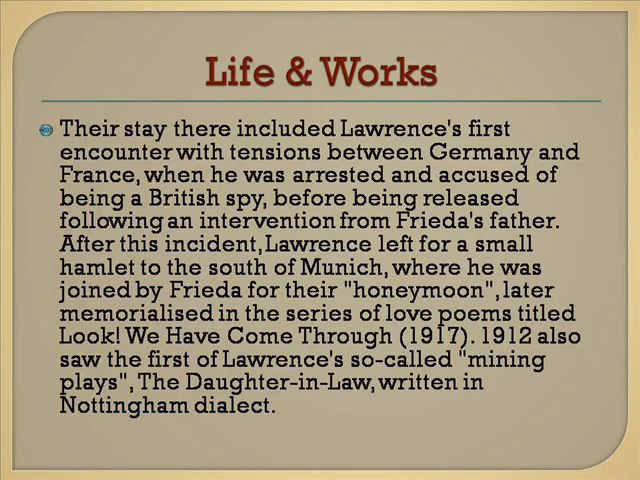 Life & Works
Their stay there included Lawrence's first
encounter with tensions between Germany and
France, when he was arrested and accused of
being a British spy, before being released
following an intervention from Frieda's father.
After this incident, Lawrence left for a small
hamlet to the south of Munich, where he was
joined by Frieda for their "honeymoon", later
memorialised in the series of love poems titled
Look! We Have Come Through (1917). 1912 also
saw the first of Lawrence's so-called "mining
plays", The Daughter-in-Law, written in
Nottingham dialect.